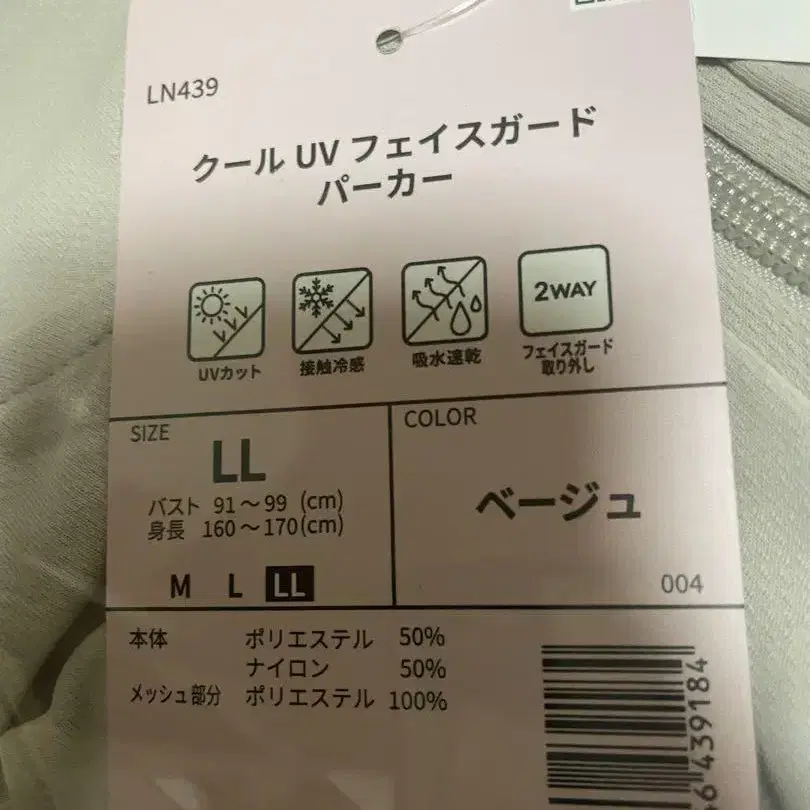 LN439
クール UV フェイスガード
パーカー
2WAY
UVカット
接触冷感
吸水速乾
フェイスガード
取り外し
SIZE
LL
バスト 91～99 (cm)
身長 160～170(cm)
M L LL
COLOR
ベージュ
004
本体 ポリエステル 50%
ナイロン 50%
メッシュ部分 ポリエステル 100%
6439184